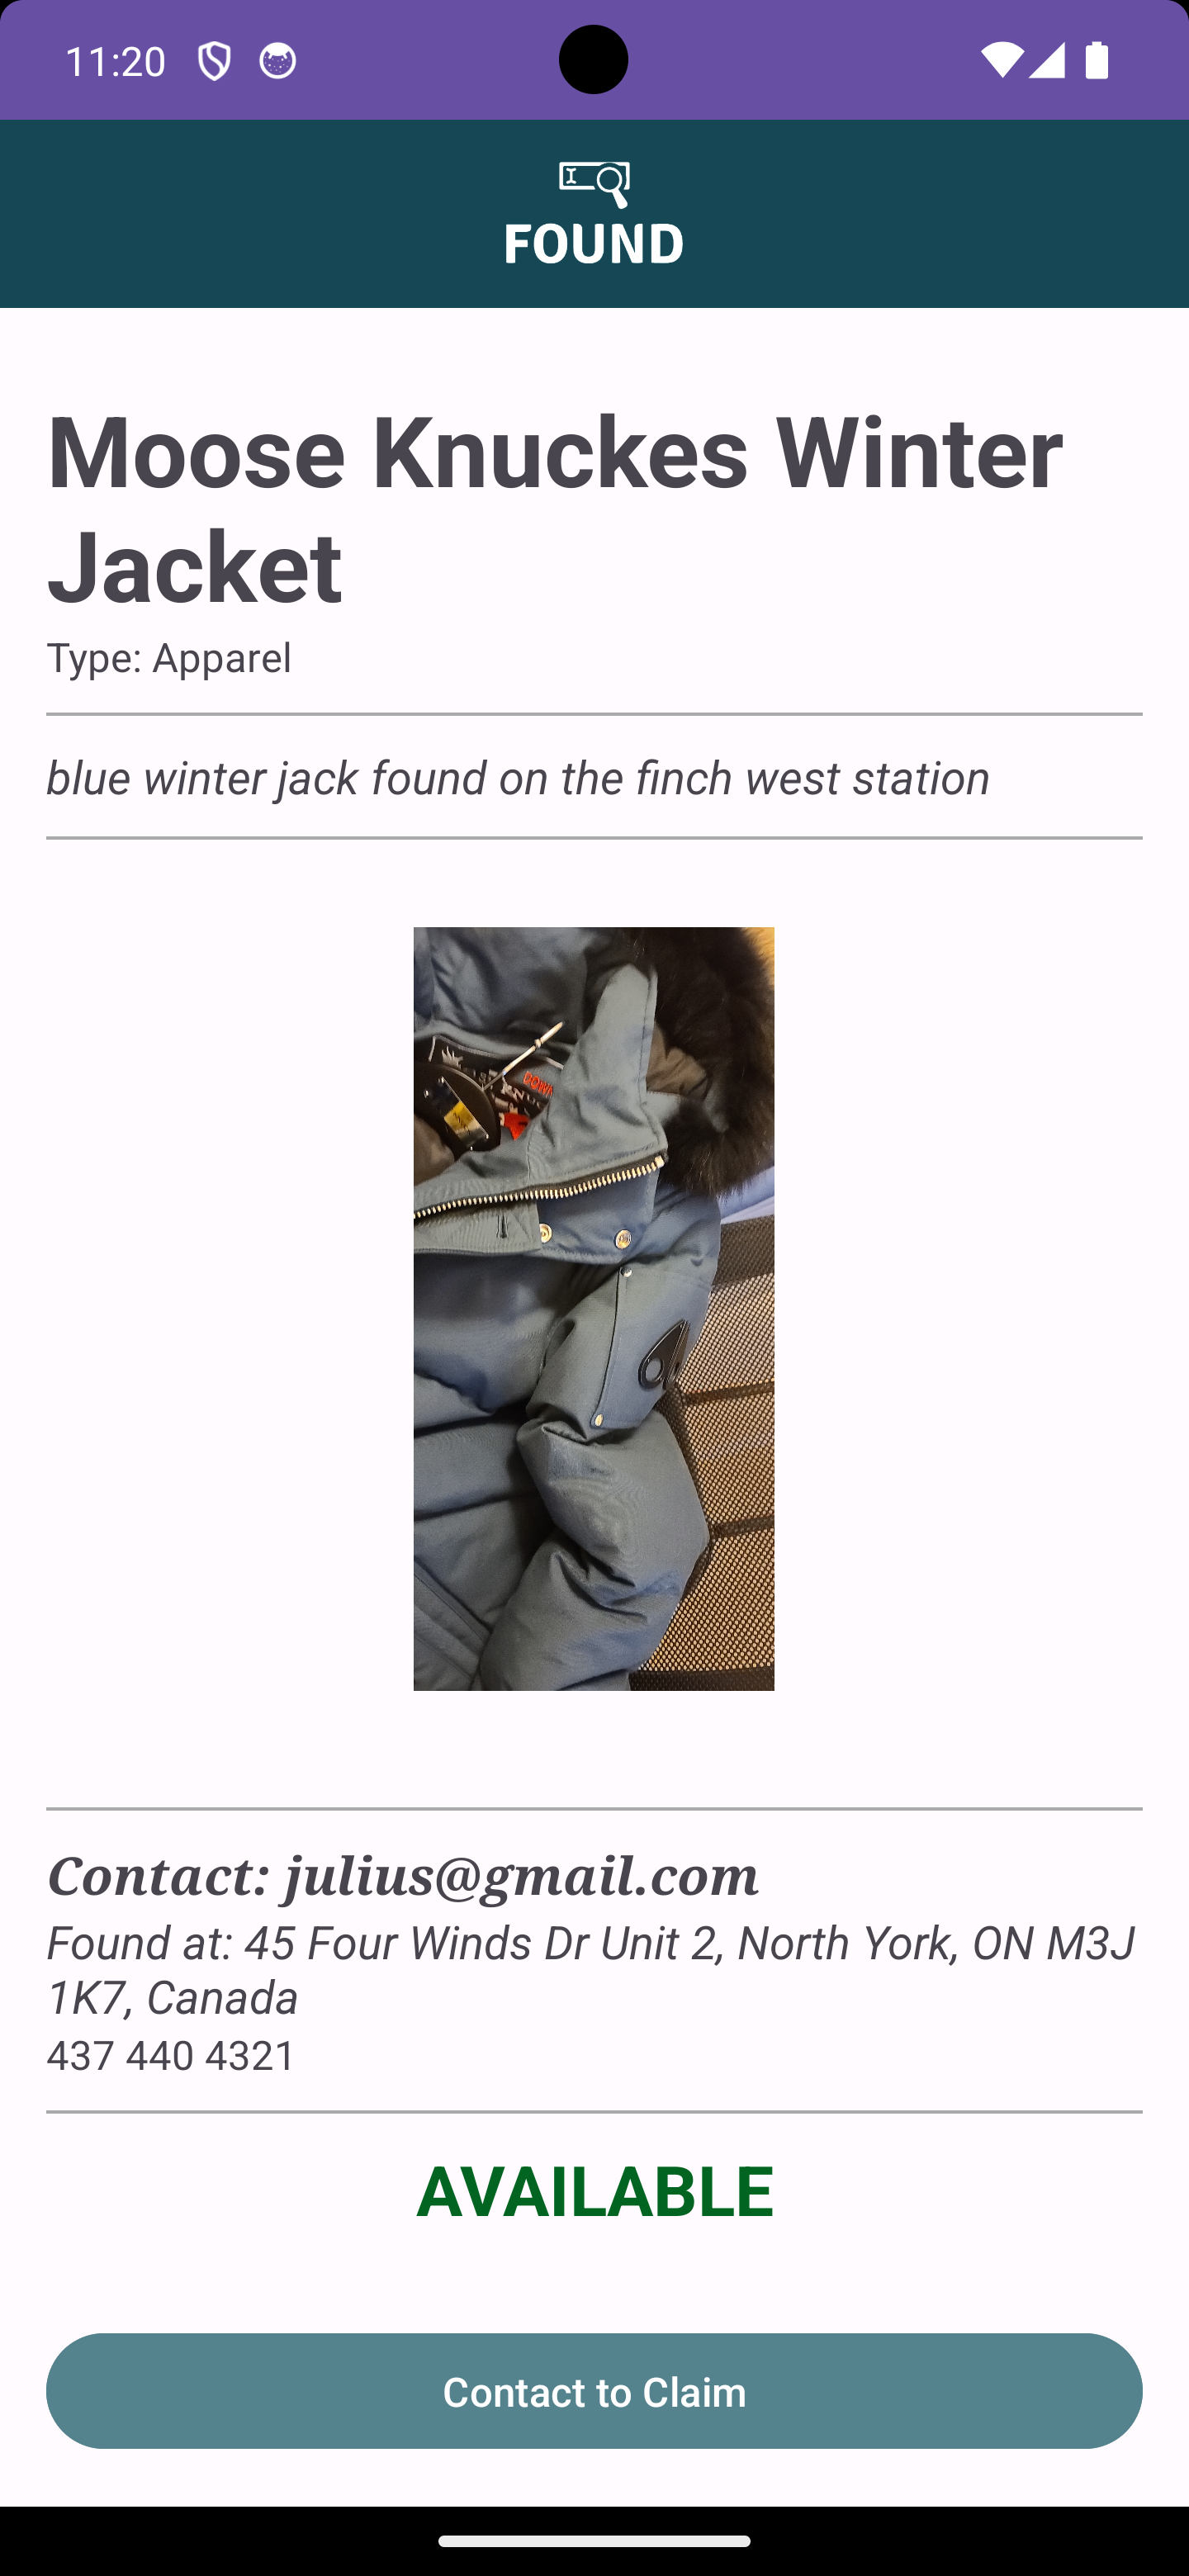 11:20
FOUND
Moose Knuckes Winter
Jacket
Type: Apparel
blue winter jack found on the finch west station
DOWN
Contact: julius@gmail.com
Found at: 45 Four Winds Dr Unit 2, North York, ON M3J
1K7, Canada
437 440 4321
AVAILABLE
Contact to Claim